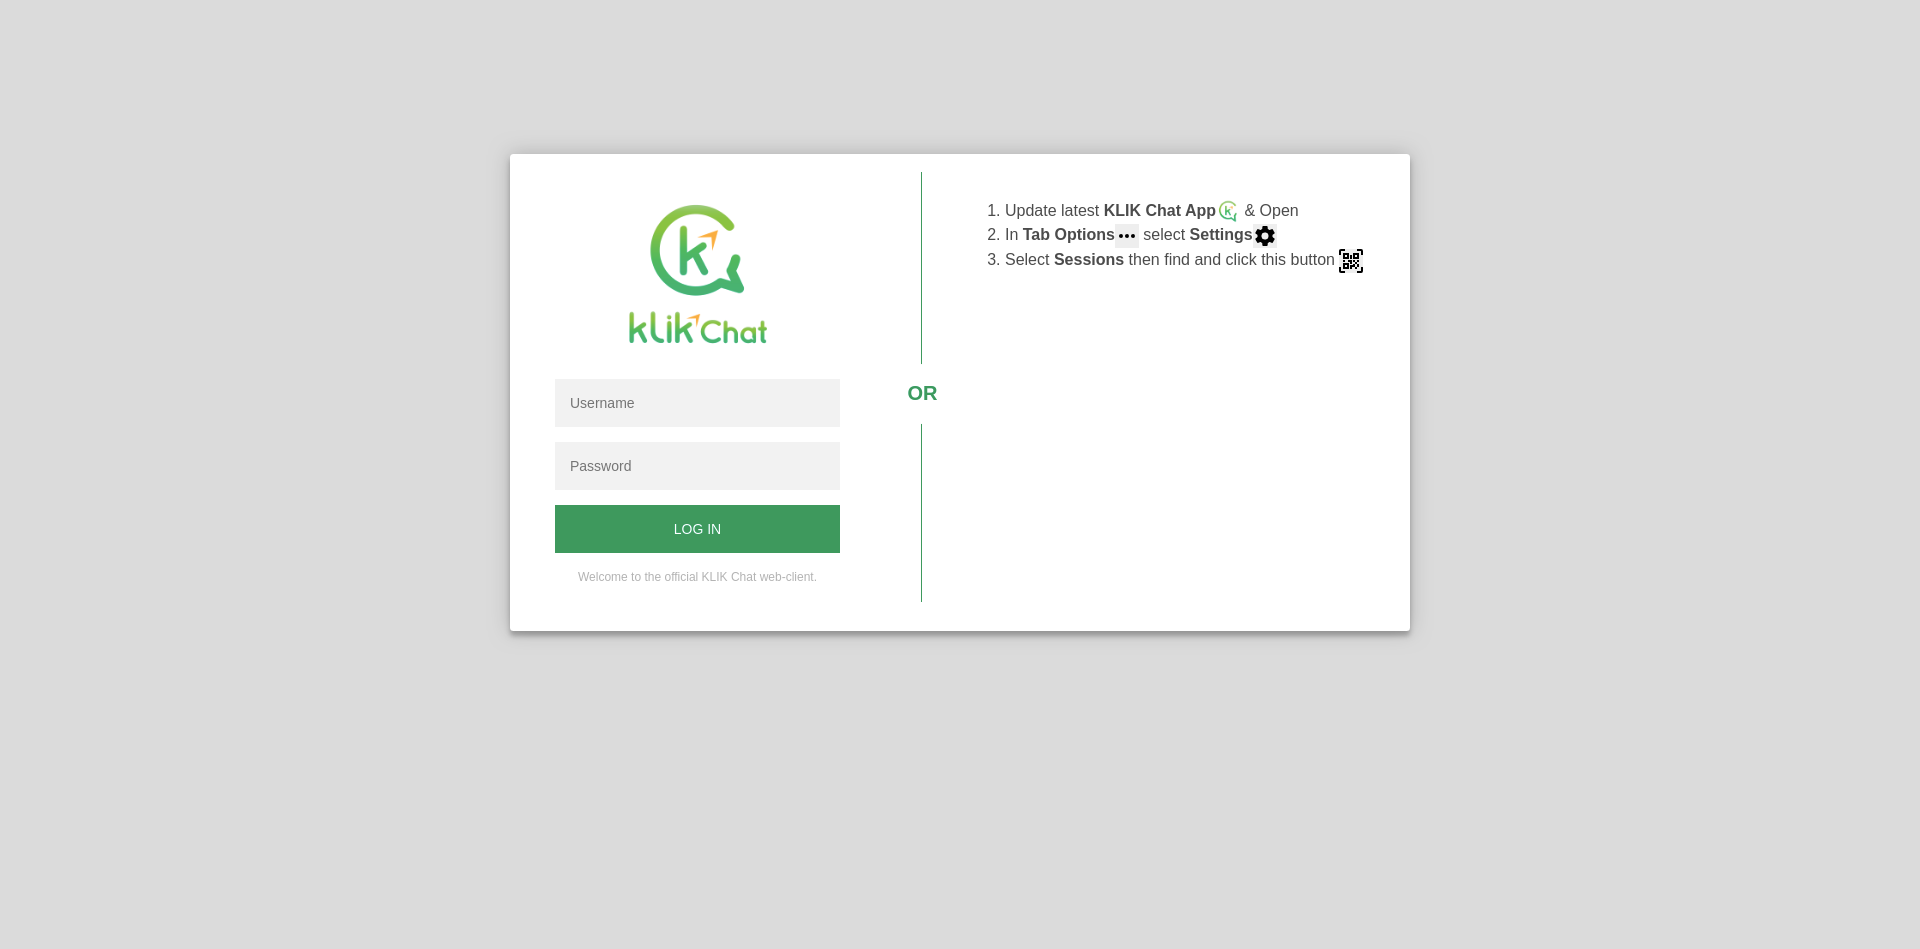 klik Chat
Username
Password
LOG IN
Welcome to the official KLIK Chat web-client.
OR
1. Update latest KLIK Chat App & Open
2. In Tab Options select Settings
3. Select Sessions then find and click this button